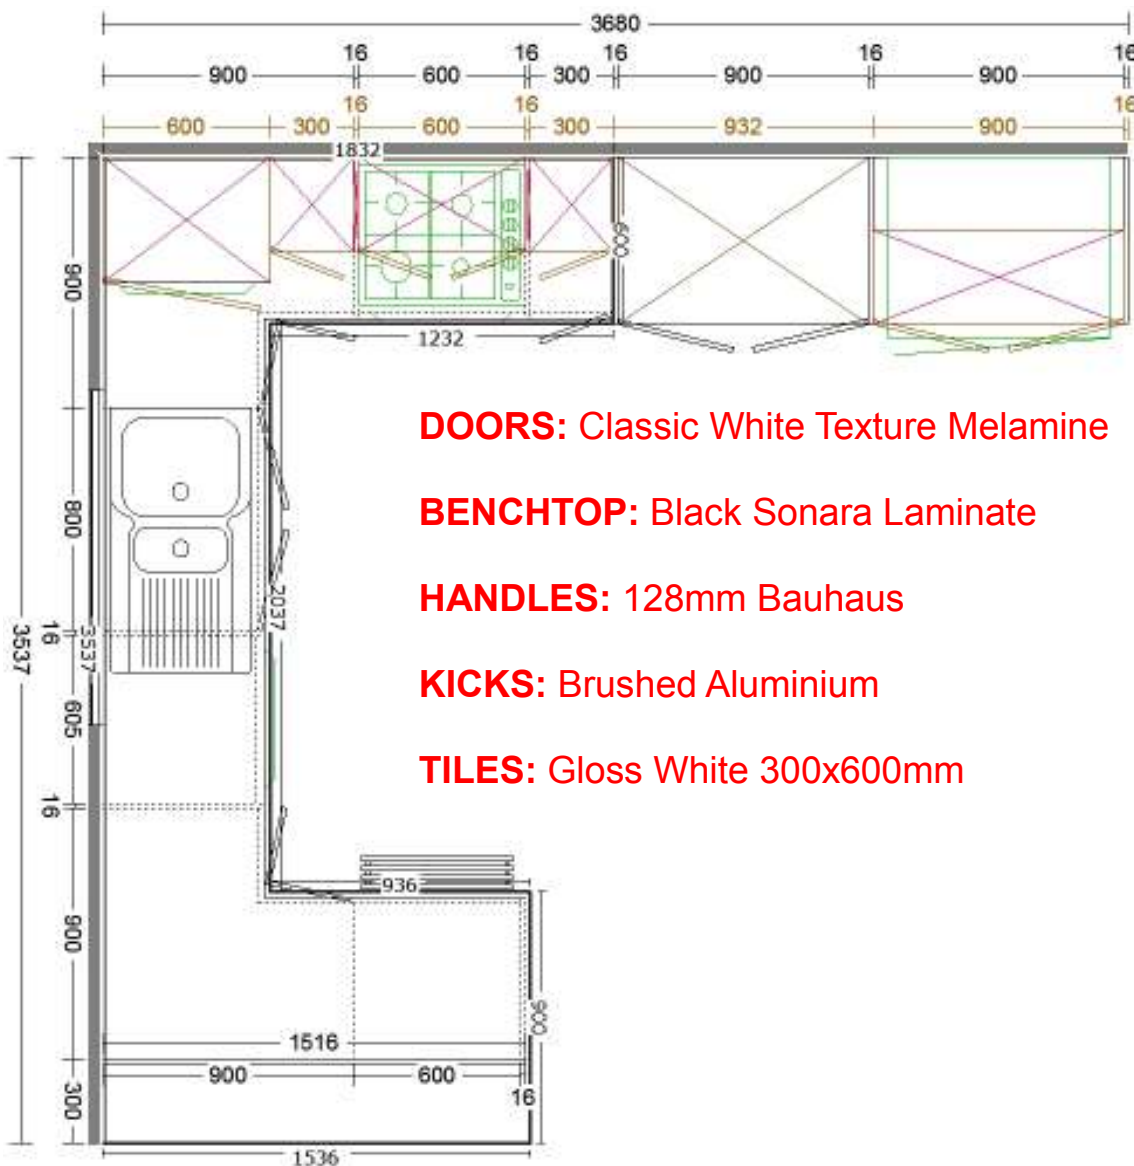 3680
16 16 16 16 16
900 600 300 900 900
16 16 16
600 300 600 300 932 900
1832
600
900
1232
DOORS: Classic White Texture Melamine
800
BENCHTOP: Black Sonara Laminate
HANDLES: 128mm Bauhaus
2037
16
3537
3537
KICKS: Brushed Aluminium
605
TILES: Gloss White 300x600mm
16
936
900
900
1516
900 600
300
16
1536